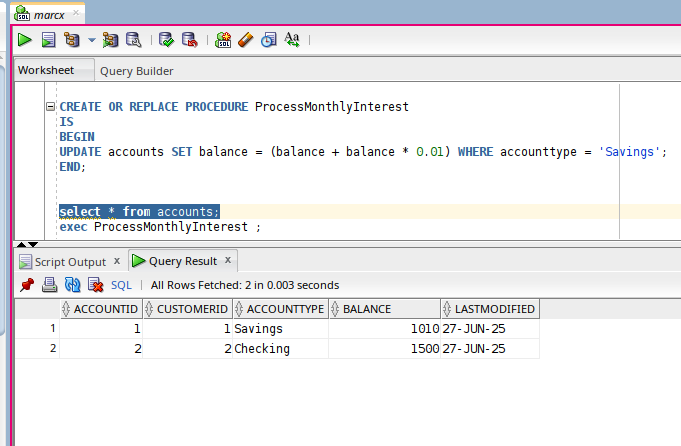 marcx x
Worksheet Query Builder
CREATE OR REPLACE PROCEDURE ProcessMonthlyInterest
IS
BEGIN
UPDATE accounts SET balance = (balance + balance * 0.01) WHERE accounttype = 'Savings';
END;
select * from accounts;
exec ProcessMonthlyInterest ;
Script Output x Query Result x
SQL | All Rows Fetched: 2 in 0.003 seconds
ACCOUNTID CUSTOMERID ACCOUNTTYPE BALANCE LASTMODIFIED
1 1 1 Savings 1010 27-JUN-25
2 2 2 Checking 1500 27-JUN-25